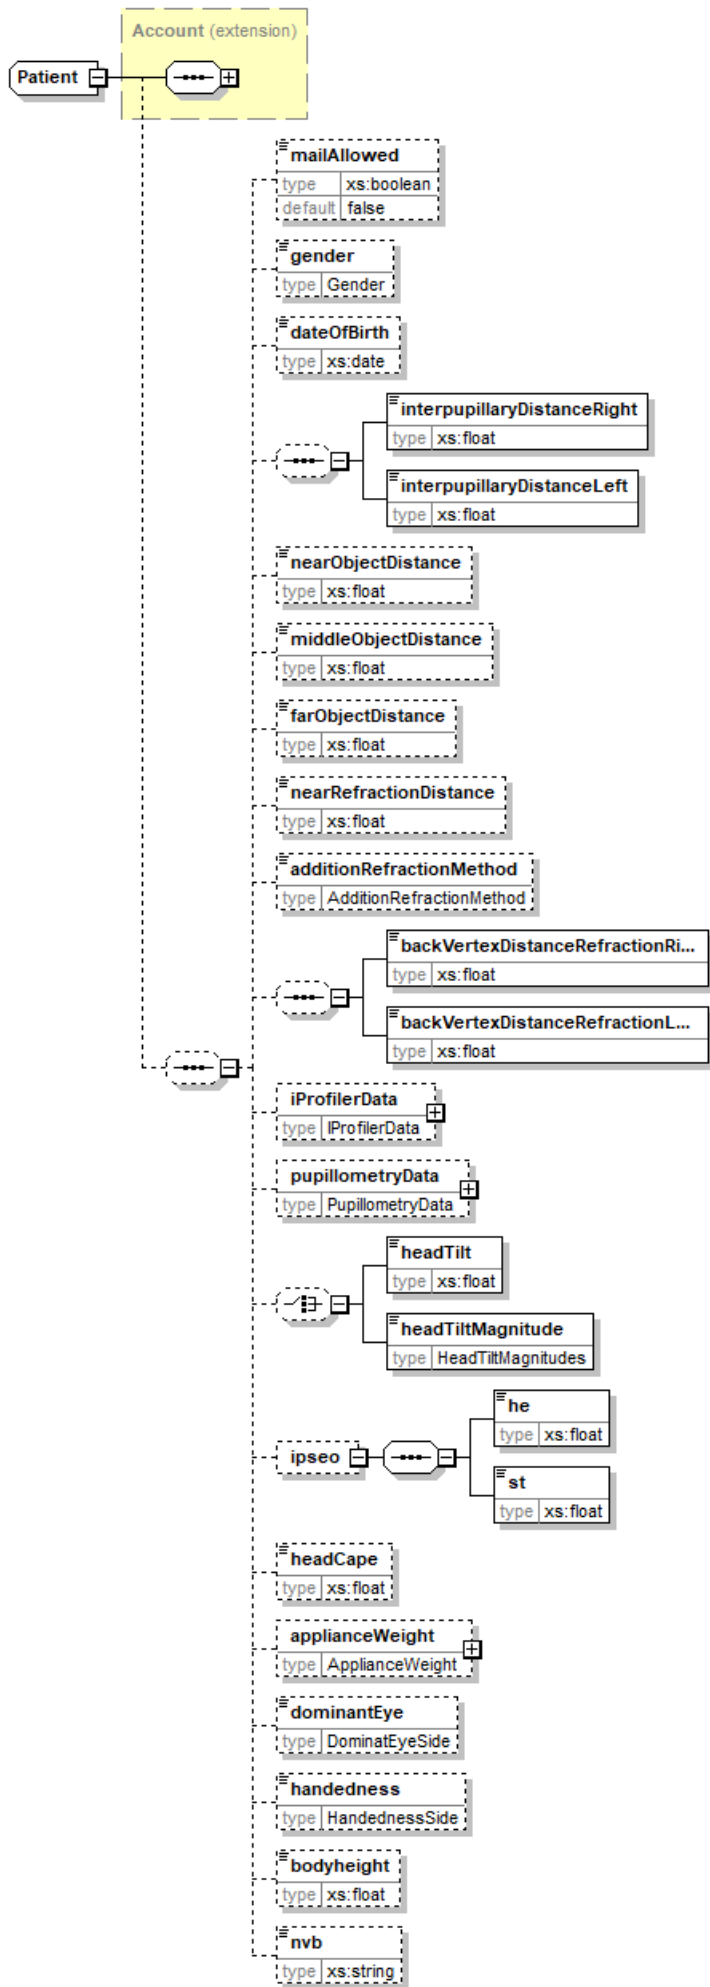 Account (extension)
Patient
mailAllowed
type xs:boolean
default false
gender
type Gender
dateOfBirth
type xs:date
interpupillaryDistanceRight
type xs:float
interpupillaryDistanceLeft
type xs:float
nearObjectDistance
type xs:float
middleObjectDistance
type xs:float
farObjectDistance
type xs:float
nearRefractionDistance
type xs:float
additionRefractionMethod
type AdditionRefractionMethod
backVertexDistanceRefractionRi...
type xs:float
backVertexDistanceRefractionL...
type xs:float
iProfilerData
type IProfilerData
pupillometryData
type PupillometryData
headTilt
type xs:float
headTiltMagnitude
type HeadTiltMagnitudes
he
type xs:float
ipseo
st
type xs:float
headCape
type xs:float
applianceWeight
type ApplianceWeight
dominantEye
type DominatEyeSide
handedness
type HandednessSide
bodyheight
type xs:float
nvb
type xs:string